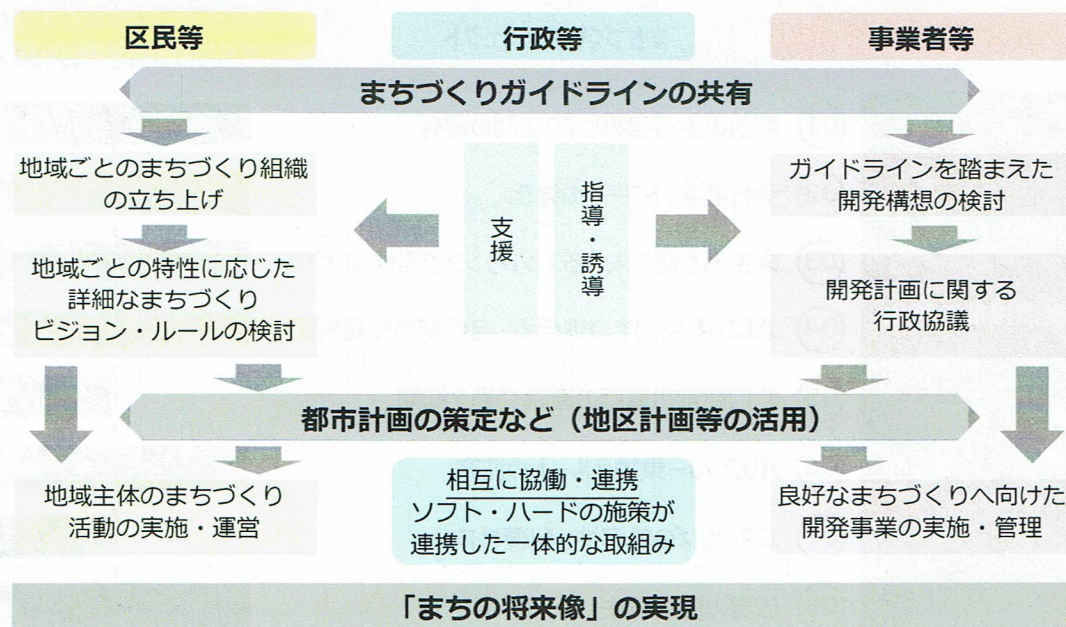 区民等
行政等
事業者等
まちづくりガイドラインの共有
地域ごとのまちづくり組織
の立ち上げ
地域ごとの特性に応じた
詳細なまちづくり
ビジョン・ルールの検討
支援
指導・誘導
ガイドラインを踏まえた
開発構想の検討
開発計画に関する
行政協議
都市計画の策定など（地区計画等の活用）
地域主体のまちづくり
活動の実施・運営
相互に協働・連携
ソフト・ハードの施策が
連携した一体的な取組み
良好なまちづくりへ向けた
開発事業の実施・管理
「まちの将来像」の実現